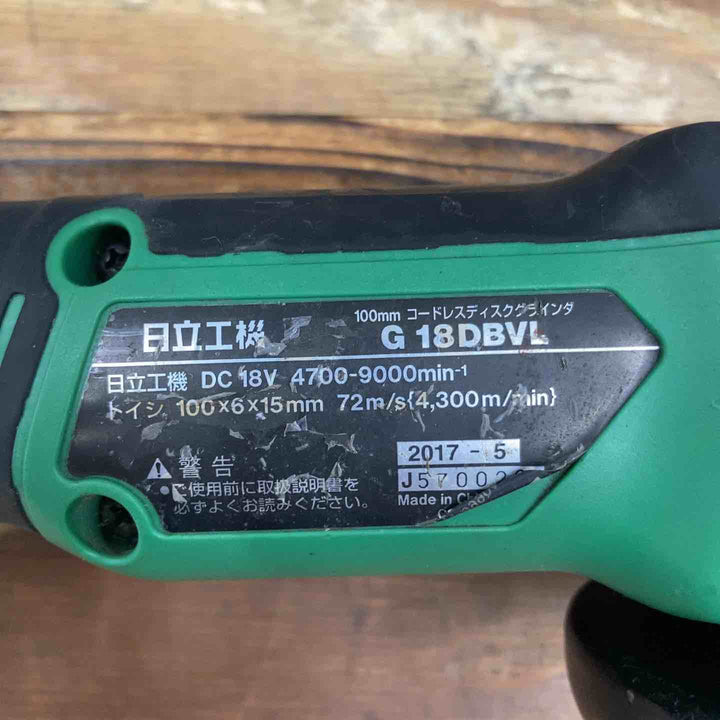 100mm コードレスディスクグラインダ
日立工機 G 18DBVL
日立工機 DC 18V 4700-9000min-1
トイシ 100×6×15mm 72m/s{4,300m/min}
2017 - 5
⚠ 警告
●ご使用前に取扱説明書を
必ずよくお読みください。
Made in